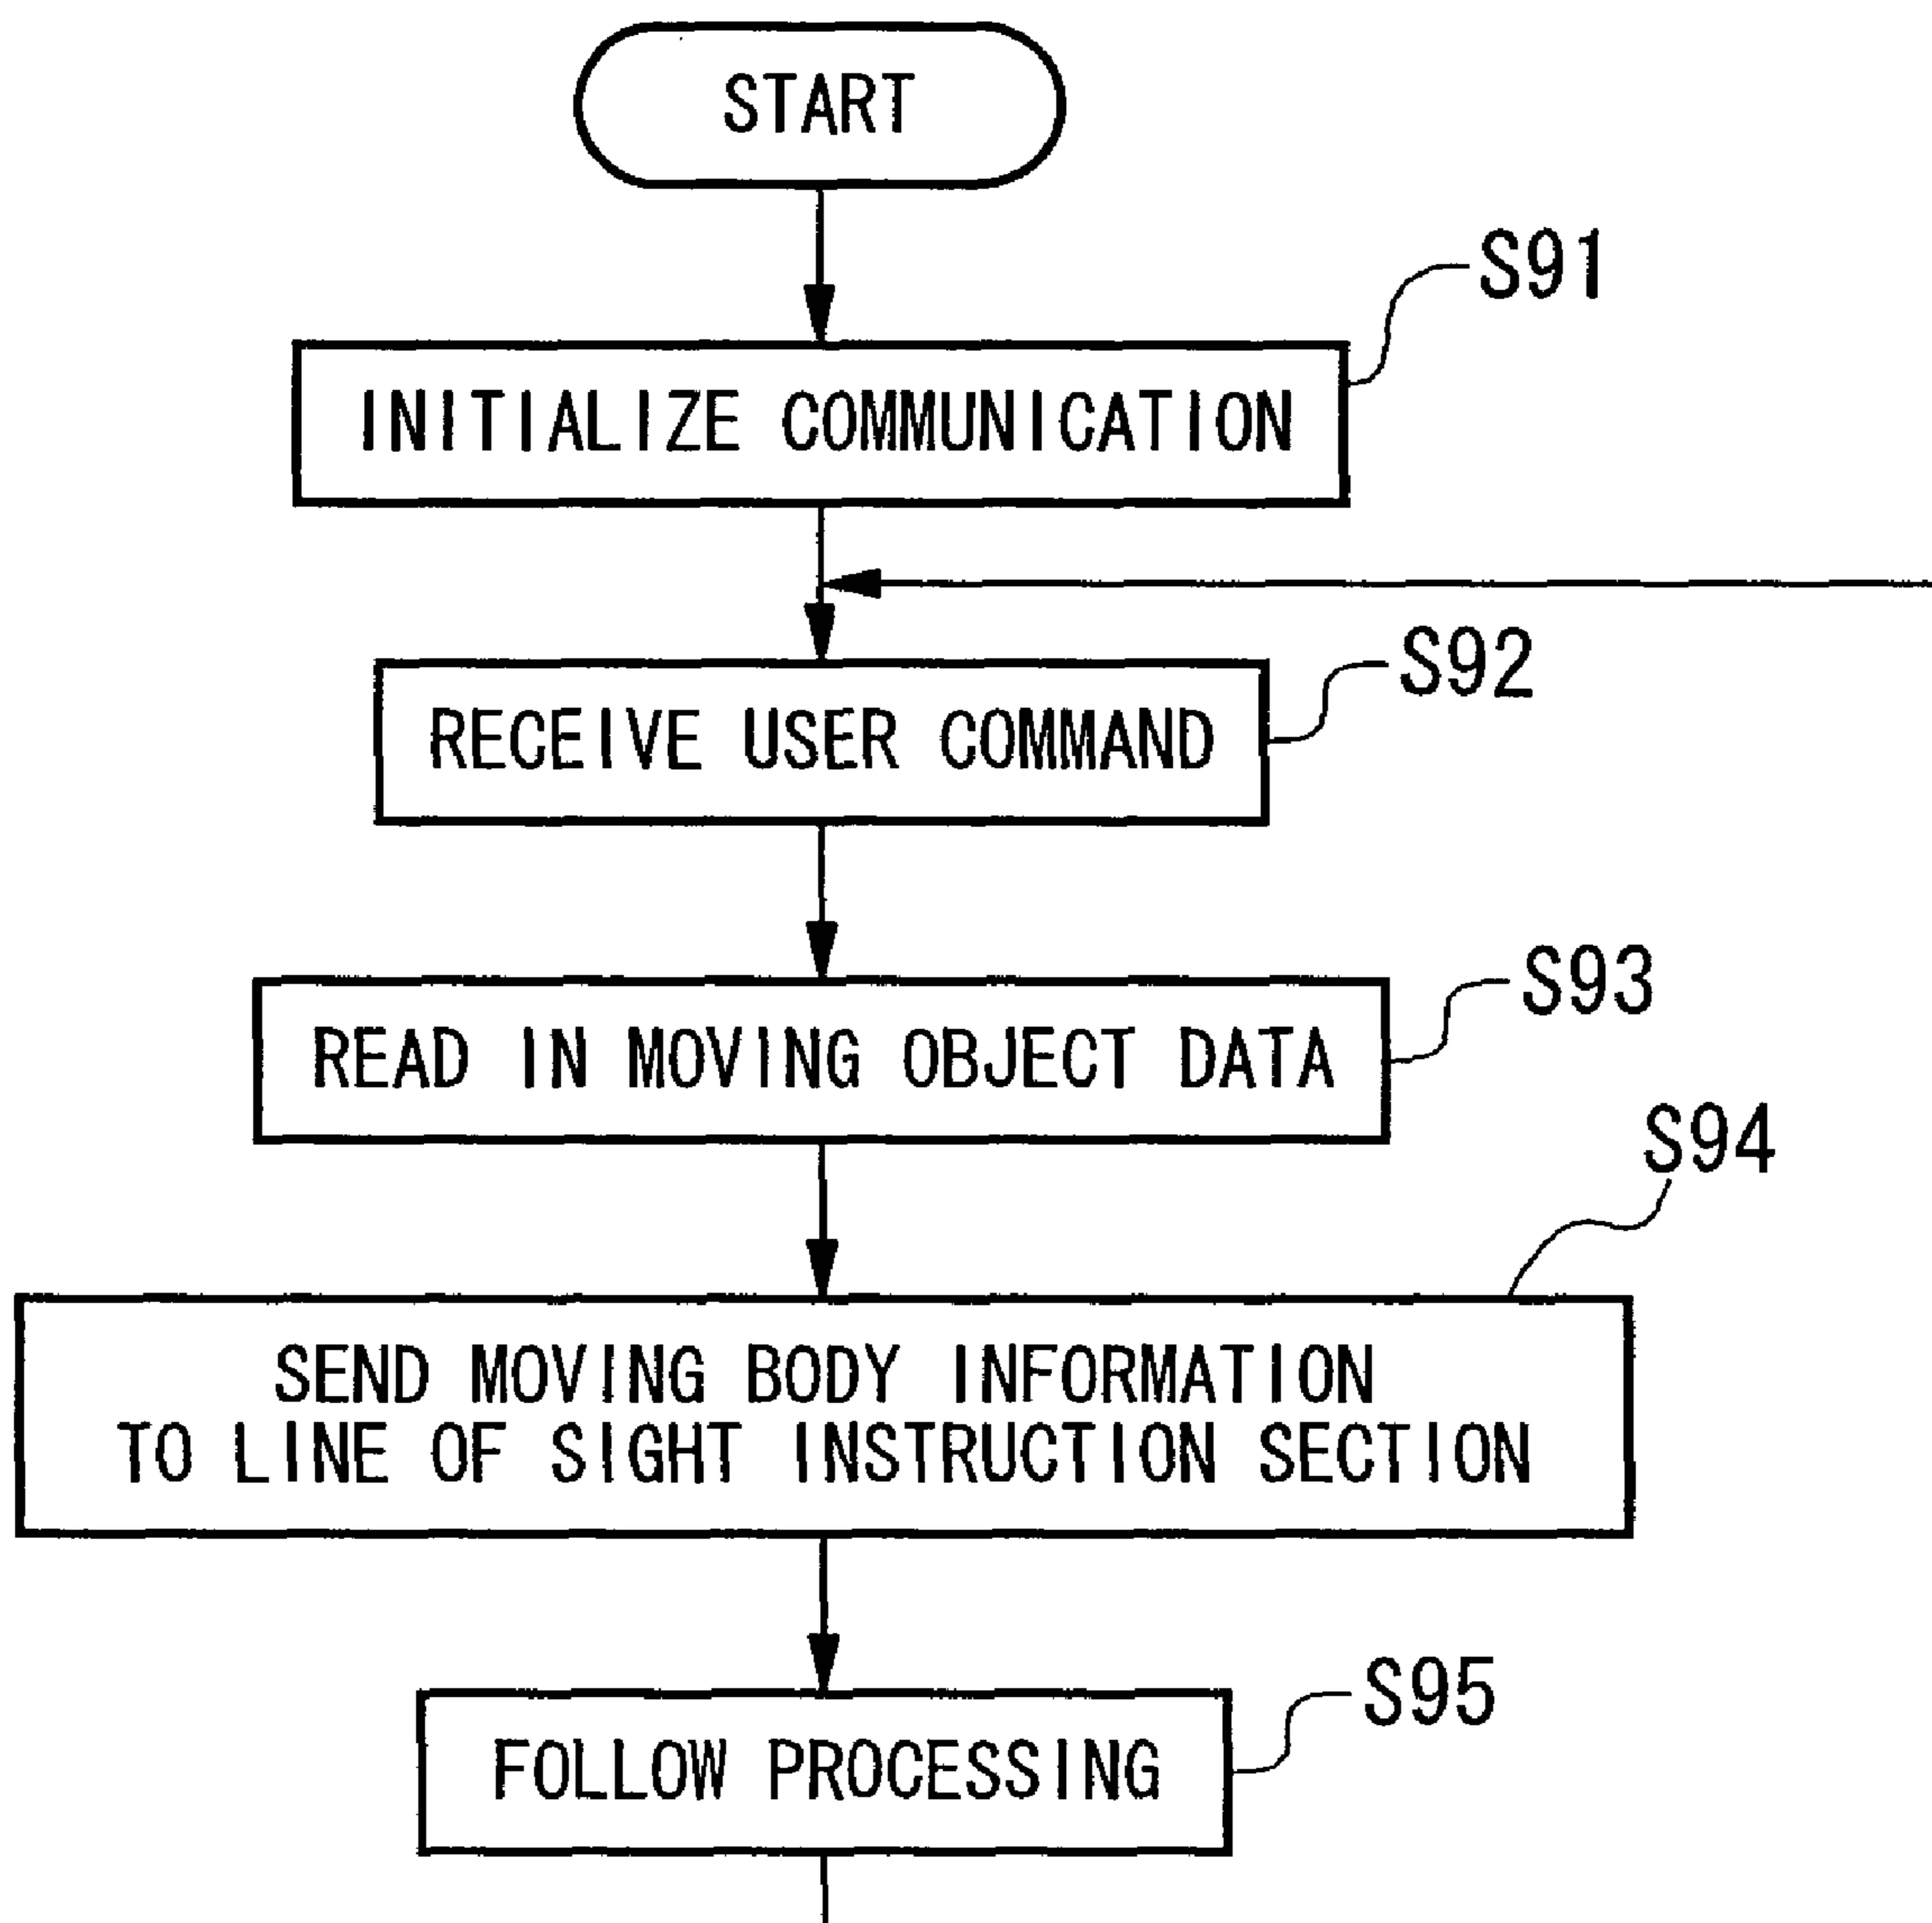 START
S91
INITIALIZE COMMUNICATION
S92
RECEIVE USER COMMAND
S93
READ IN MOVING OBJECT DATA
S94
SEND MOVING BODY INFORMATION
TO LINE OF SIGHT INSTRUCTION SECTION
S95
FOLLOW PROCESSING